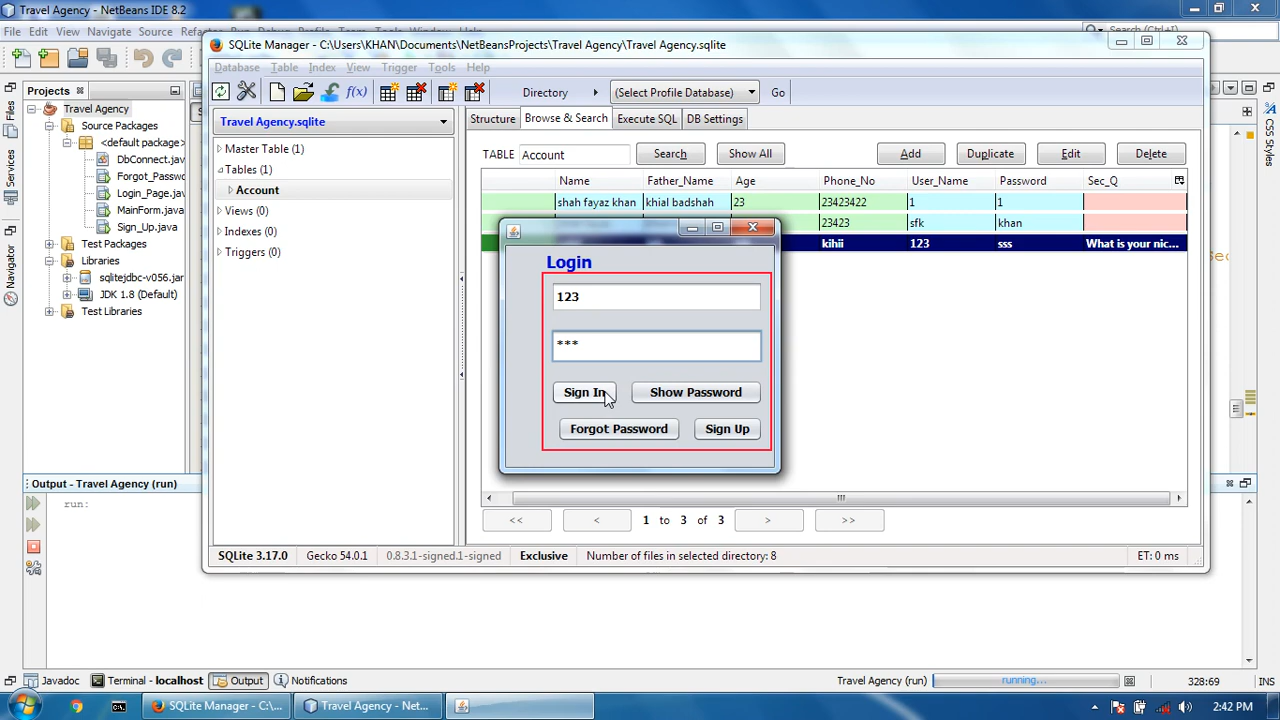 Travel Agency - NetBeans IDE 8.2
File Edit View Navigate Source
SQLite Manager - C:\Users\KHAN\Documents\NetBeansProjects\Travel Agency\Travel Agency.sqlite
Database Table Index View Trigger Tools Help
f(x) Directory (Select Profile Database) Go
Projects
Travel Agency
Source Packages
<default package>
DbConnect.jav
Forgot_Passwo
Login_Page.jav
MainForm.java
Sign_Up.java
Test Packages
Libraries
sqlitejdbc-v056.jar
JDK 1.8 (Default)
Test Libraries
Files
Services
Navigator
CSS Styles
Travel Agency.sqlite
Master Table (1)
Tables (1)
Account
Views (0)
Indexes (0)
Triggers (0)
Structure Browse & Search Execute SQL DB Settings
TABLE Account Search Show All Add Duplicate Edit Delete
Name Father_Name Age Phone_No User_Name Password Sec_Q
shah fayaz khan khial badshah 23 23423422 1 1
23423 sfk khan
kihii 123 sss What is your nic...
Login
123
***
Sign In Show Password
Forgot Password Sign Up
<< < 1 to 3 of 3 > >>
SQLite 3.17.0 Gecko 54.0.1 0.8.3.1-signed.1-signed Exclusive Number of files in selected directory: 8 ET: 0 ms
Output - Travel Agency (run)
run:
Javadoc Terminal - localhost Output Notifications Travel Agency (run) running... 328:69 INS
SQLite Manager - C:\... Travel Agency - Net... 2:42 PM